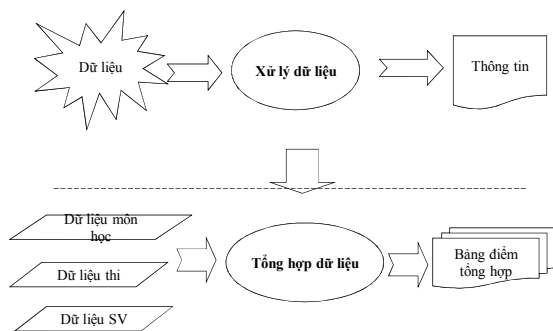 Dữ liệu
Xử lý dữ liệu
Thông tin
Dữ liệu môn
học
Dữ liệu thi
Dữ liệu SV
Tổng hợp dữ liệu
Bảng điểm
tổng hợp